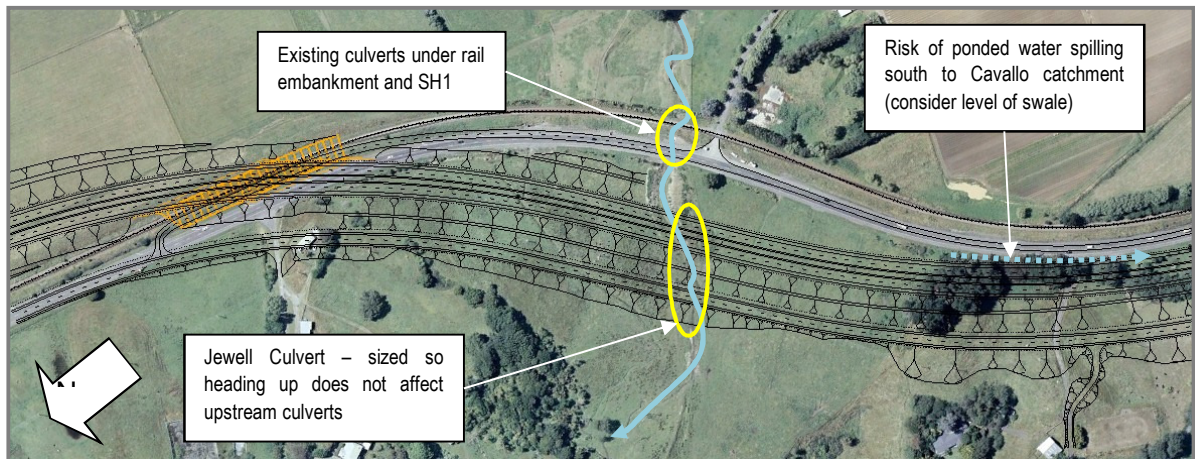 Existing culverts under rail
embankment and SH1
Risk of ponded water spilling
south to Cavallo catchment
(consider level of swale)
Jewell Culvert – sized so
heading up does not affect
upstream culverts